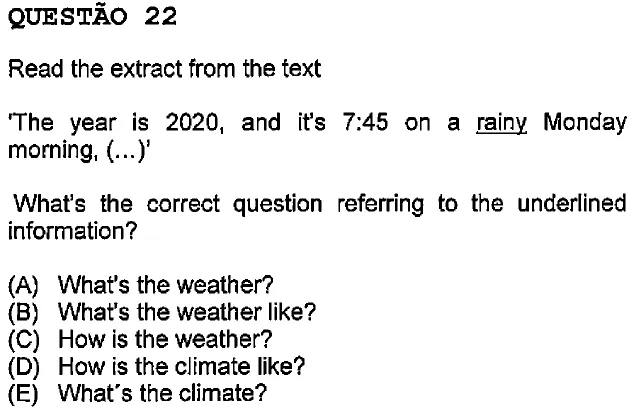 QUESTÃO 22
Read the extract from the text
'The year is 2020, and it's 7:45 on a rainy Monday
morning, (...)'
What's the correct question referring to the underlined
information?
(A) What's the weather?
(B) What's the weather like?
(C) How is the weather?
(D) How is the climate like?
(E) What´s the climate?